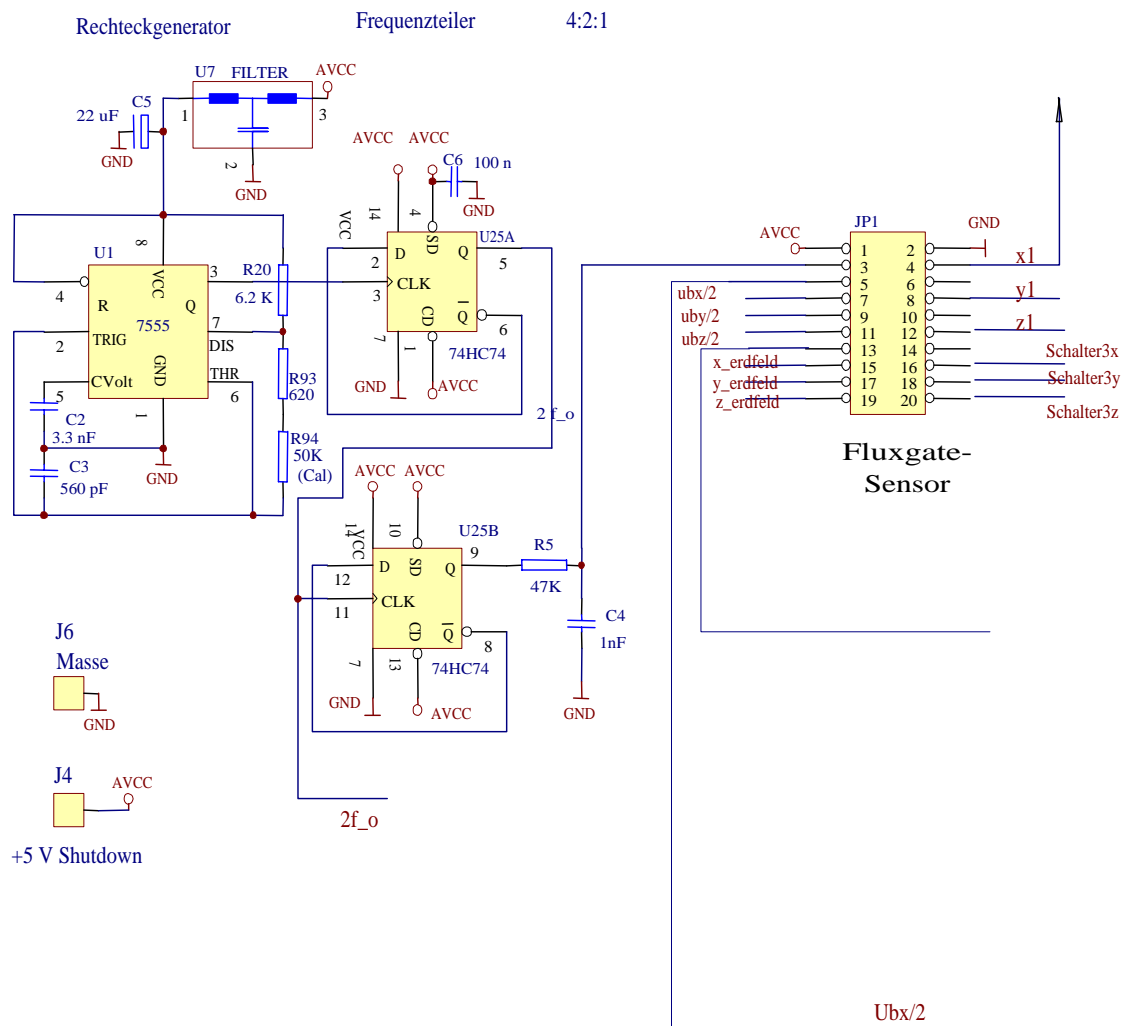 Rechteckgenerator
Frequenzteiler
4:2:1
U7 FILTER
AVCC
22 uF
C5
1
3
2
GND
GND
AVCC
AVCC
C6
100 n
GND
U1
8
VCC
3
4
R
Q
7555
7
TRIG
2
DIS
GND
CVolt
THR
5
6
1
C2
3.3 nF
C3
560 pF
GND
R20
6.2 K
R93
620
R94
50K
(Cal)
VCC
14
4
U25A
D
SD
Q
5
2
CLK
3
CD
Q
6
7
1
74HC74
GND
AVCC
2 f_o
AVCC
AVCC
14
VCC
10
U25B
D
SD
Q
9
12
CLK
11
CD
Q
8
7
13
74HC74
GND
AVCC
R5
47K
C4
1nF
GND
2f_o
J6
Masse
GND
J4
AVCC
+5 V Shutdown
JP1
AVCC
GND
1 2
3 4
5 6
7 8
9 10
11 12
13 14
15 16
17 18
19 20
ubx/2
uby/2
ubz/2
x_erdfeld
y_erdfeld
z_erdfeld
x1
y1
z1
Schalter3x
Schalter3y
Schalter3z
Fluxgate-
Sensor
Ubx/2